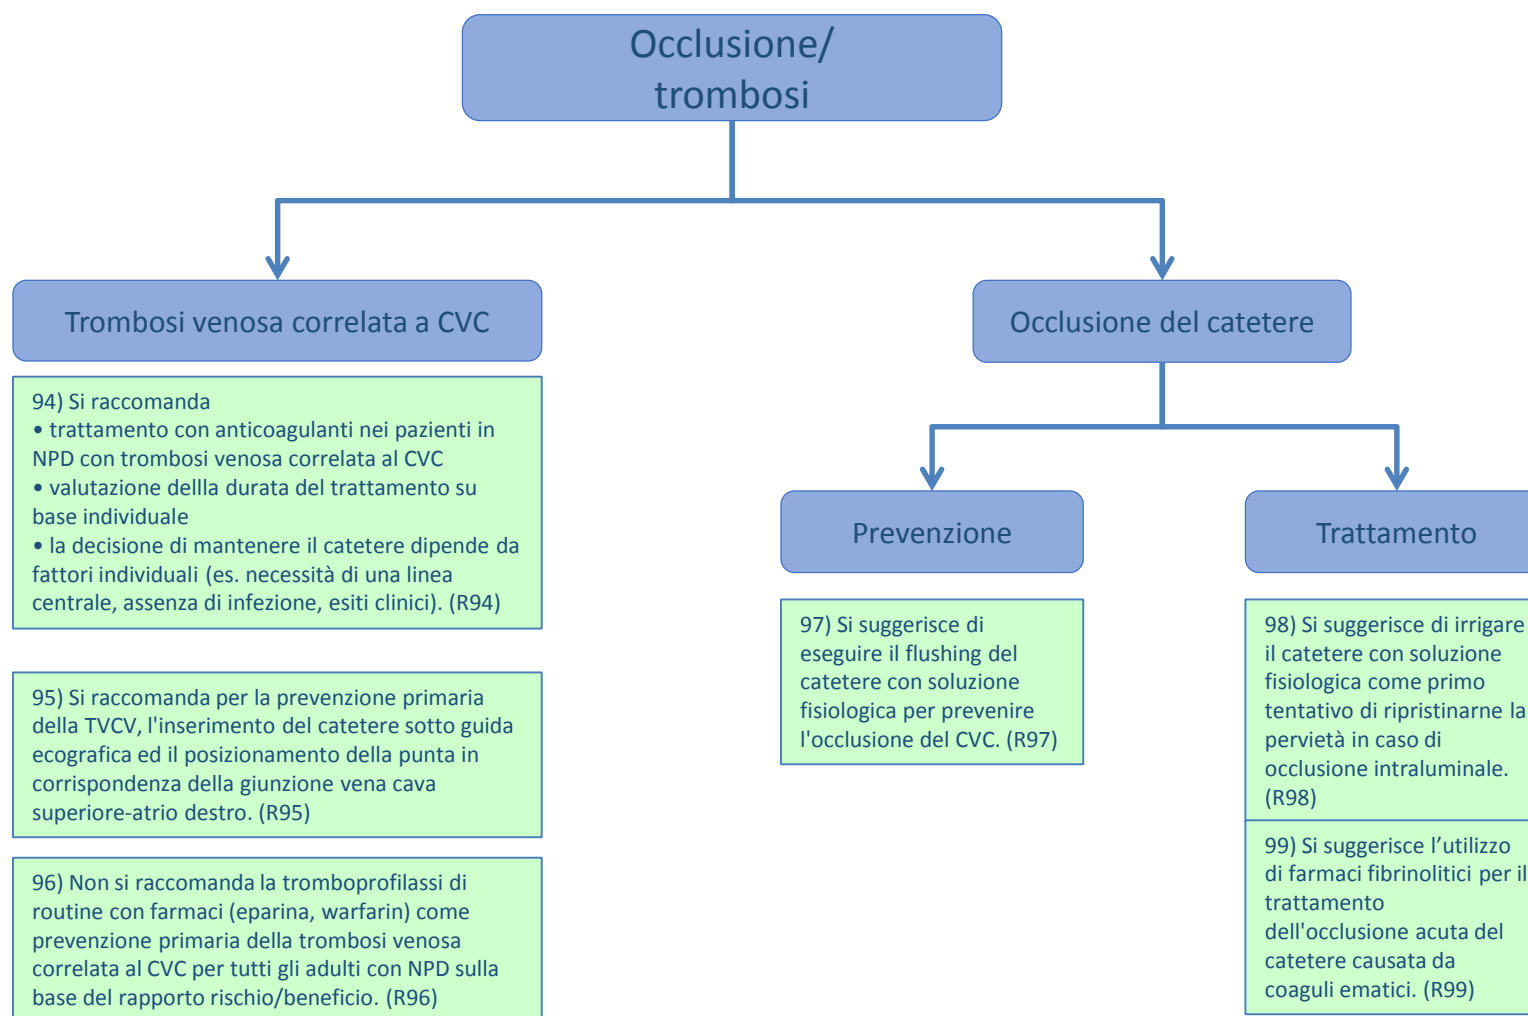 Occlusione/
trombosi
Trombosi venosa correlata a CVC
94) Si raccomanda
• trattamento con anticoagulanti nei pazienti in
NPD con trombosi venosa correlata al CVC
• valutazione dellla durata del trattamento su
base individuale
• la decisione di mantenere il catetere dipende da
fattori individuali (es. necessità di una linea
centrale, assenza di infezione, esiti clinici). (R94)
95) Si raccomanda per la prevenzione primaria
della TVCV, l'inserimento del catetere sotto guida
ecografica ed il posizionamento della punta in
corrispondenza della giunzione vena cava
superiore-atrio destro. (R95)
96) Non si raccomanda la tromboprofilassi di
routine con farmaci (eparina, warfarin) come
prevenzione primaria della trombosi venosa
correlata al CVC per tutti gli adulti con NPD sulla
base del rapporto rischio/beneficio. (R96)
Occlusione del catetere
Prevenzione
97) Si suggerisce di
eseguire il flushing del
catetere con soluzione
fisiologica per prevenire
l'occlusione del CVC. (R97)
Trattamento
98) Si suggerisce di irrigare
il catetere con soluzione
fisiologica come primo
tentativo di ripristinarne la
pervietà in caso di
occlusione intraluminale.
(R98)
99) Si suggerisce l’utilizzo
di farmaci fibrinolitici per il
trattamento
dell'occlusione acuta del
catetere causata da
coaguli ematici. (R99)